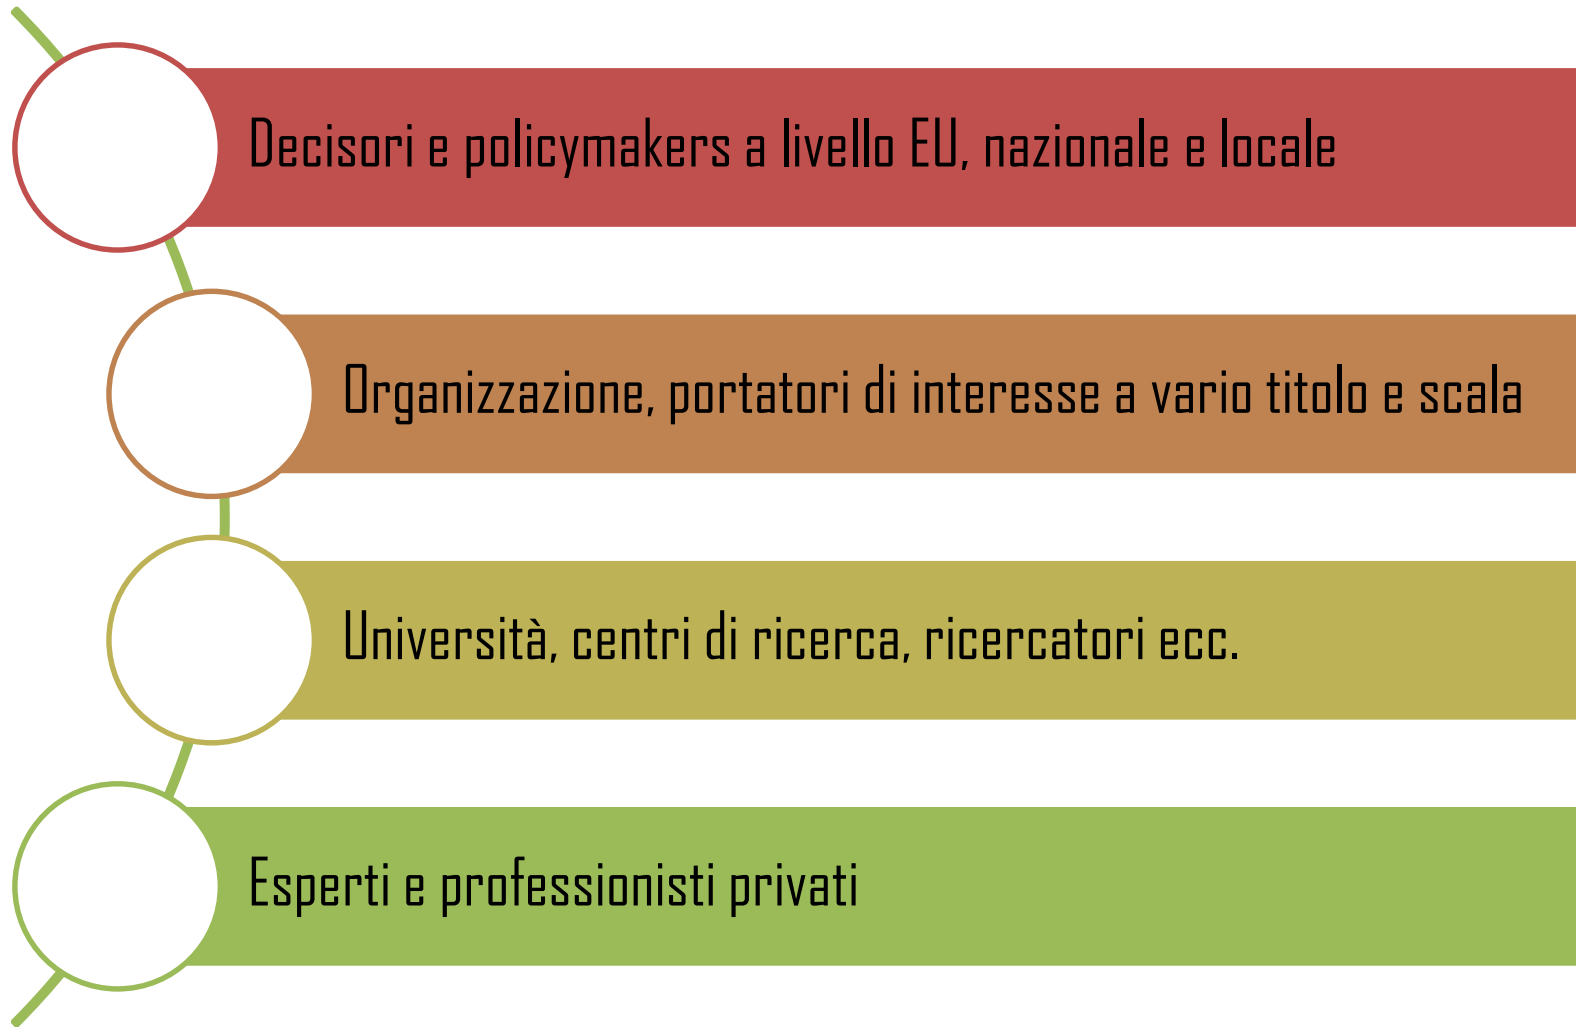 Decisori e policymakers a livello EU, nazionale e locale
Organizzazione, portatori di interesse a vario titolo e scala
Università, centri di ricerca, ricercatori ecc.
Esperti e professionisti privati